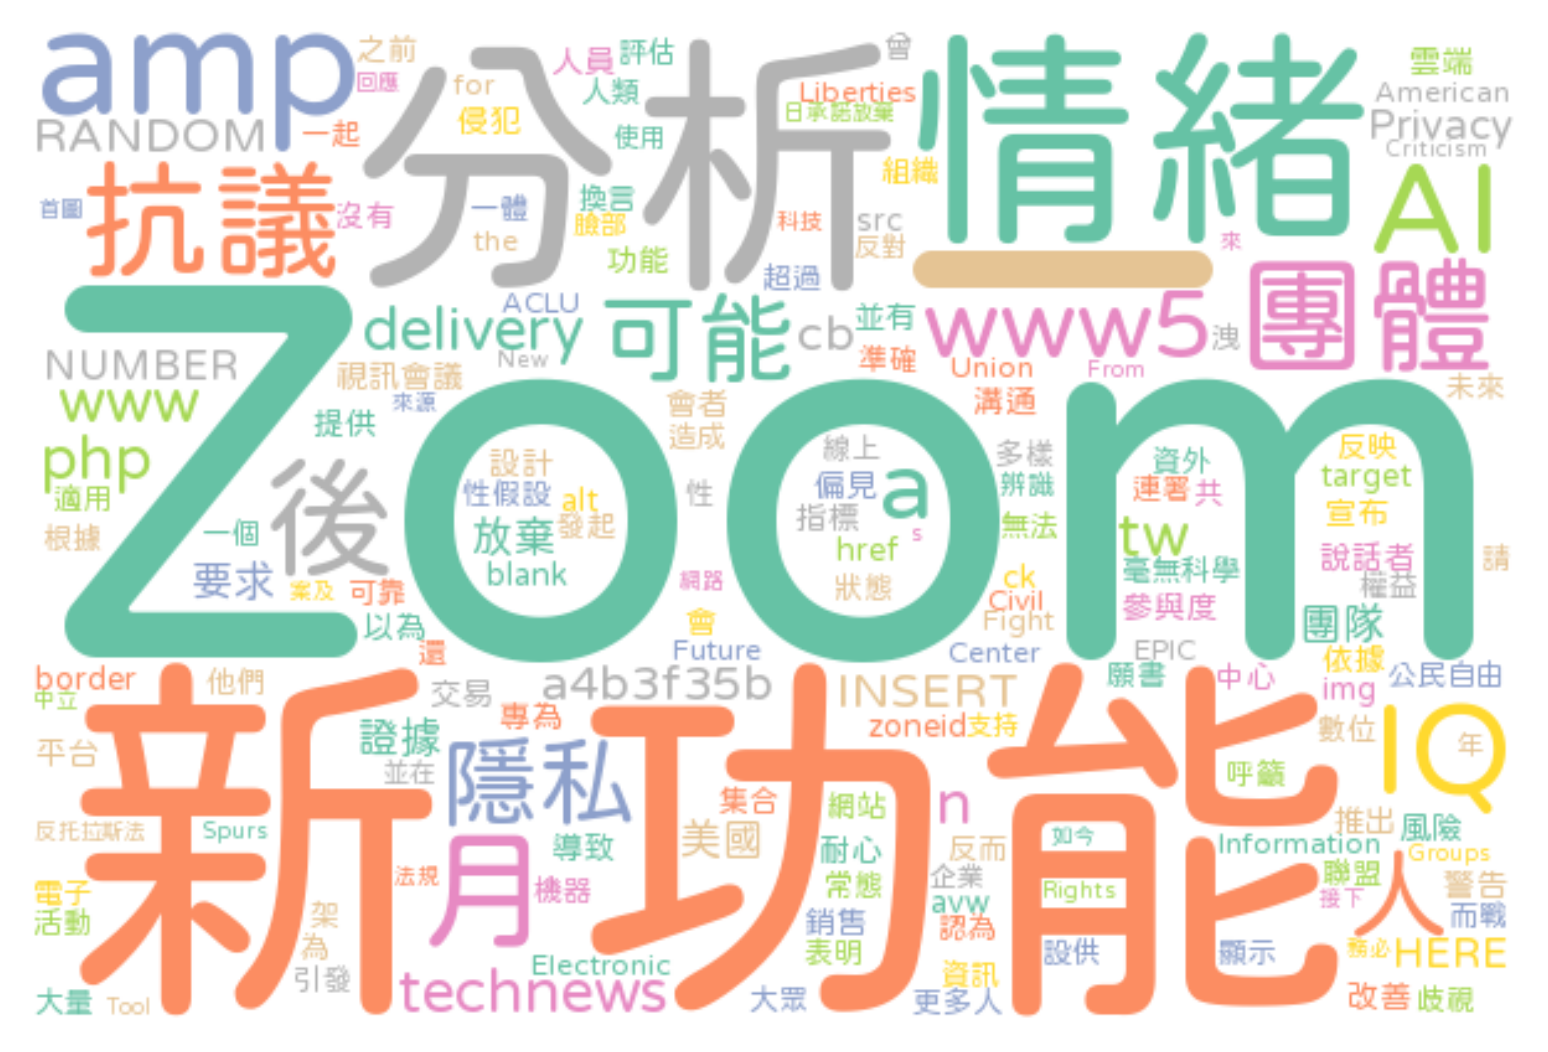 amp
之前
回應
for
人員
評估
曾
雲端
人類
Liberties
情緒
American
RANDOM
一起
侵犯
分析
使用
日承諾放棄
Privacy
Criticism
抗議
首圖
沒有
一體
換言
臉部
科技
src
組織
AI
the
功能
超過
反對
來
一
團體
ACLU
delivery
可能
cb
並有
www5
洩
New
準確
Union
From
NUMBER
視訊會議
來源
www
提供
會者
造成
溝通
未來
Zoom
php
適用
根據
後
一個
設計
性假設
alt
放棄
發起
blank
性
線上
偏見
a
指標
href
s
狀態
多樣
辨識
無法
資外
連署
共
tw
毫無科學
參與度
反映
target
宣布
說話者
權益
請
要求
案及
可靠
網路
ck
Civil
Fight
團隊
以為
還
會
Future
Center
EPIC
依據
border
中立
他們
交易
a4b3f35b
INSERT
願書
中心
img
公民自由
專為
zoneid
支持
平台
證據
並在
隱私
新功能
數位
IQ
年
呼籲
集合
網站
n
反托拉斯法
Spurs
美國
耐心
反而
如今
推出
風險
Information
Groups
導致
法規
月
機器
常態
企業
avw
Rights
聯盟
接下
人
警告
電子
活動
架
為
銷售
認為
而戰
表明
設供
顯示
務必
HERE
引發
Electronic
technews
資訊
大量
Tool
大眾
更多人
改善
歧視